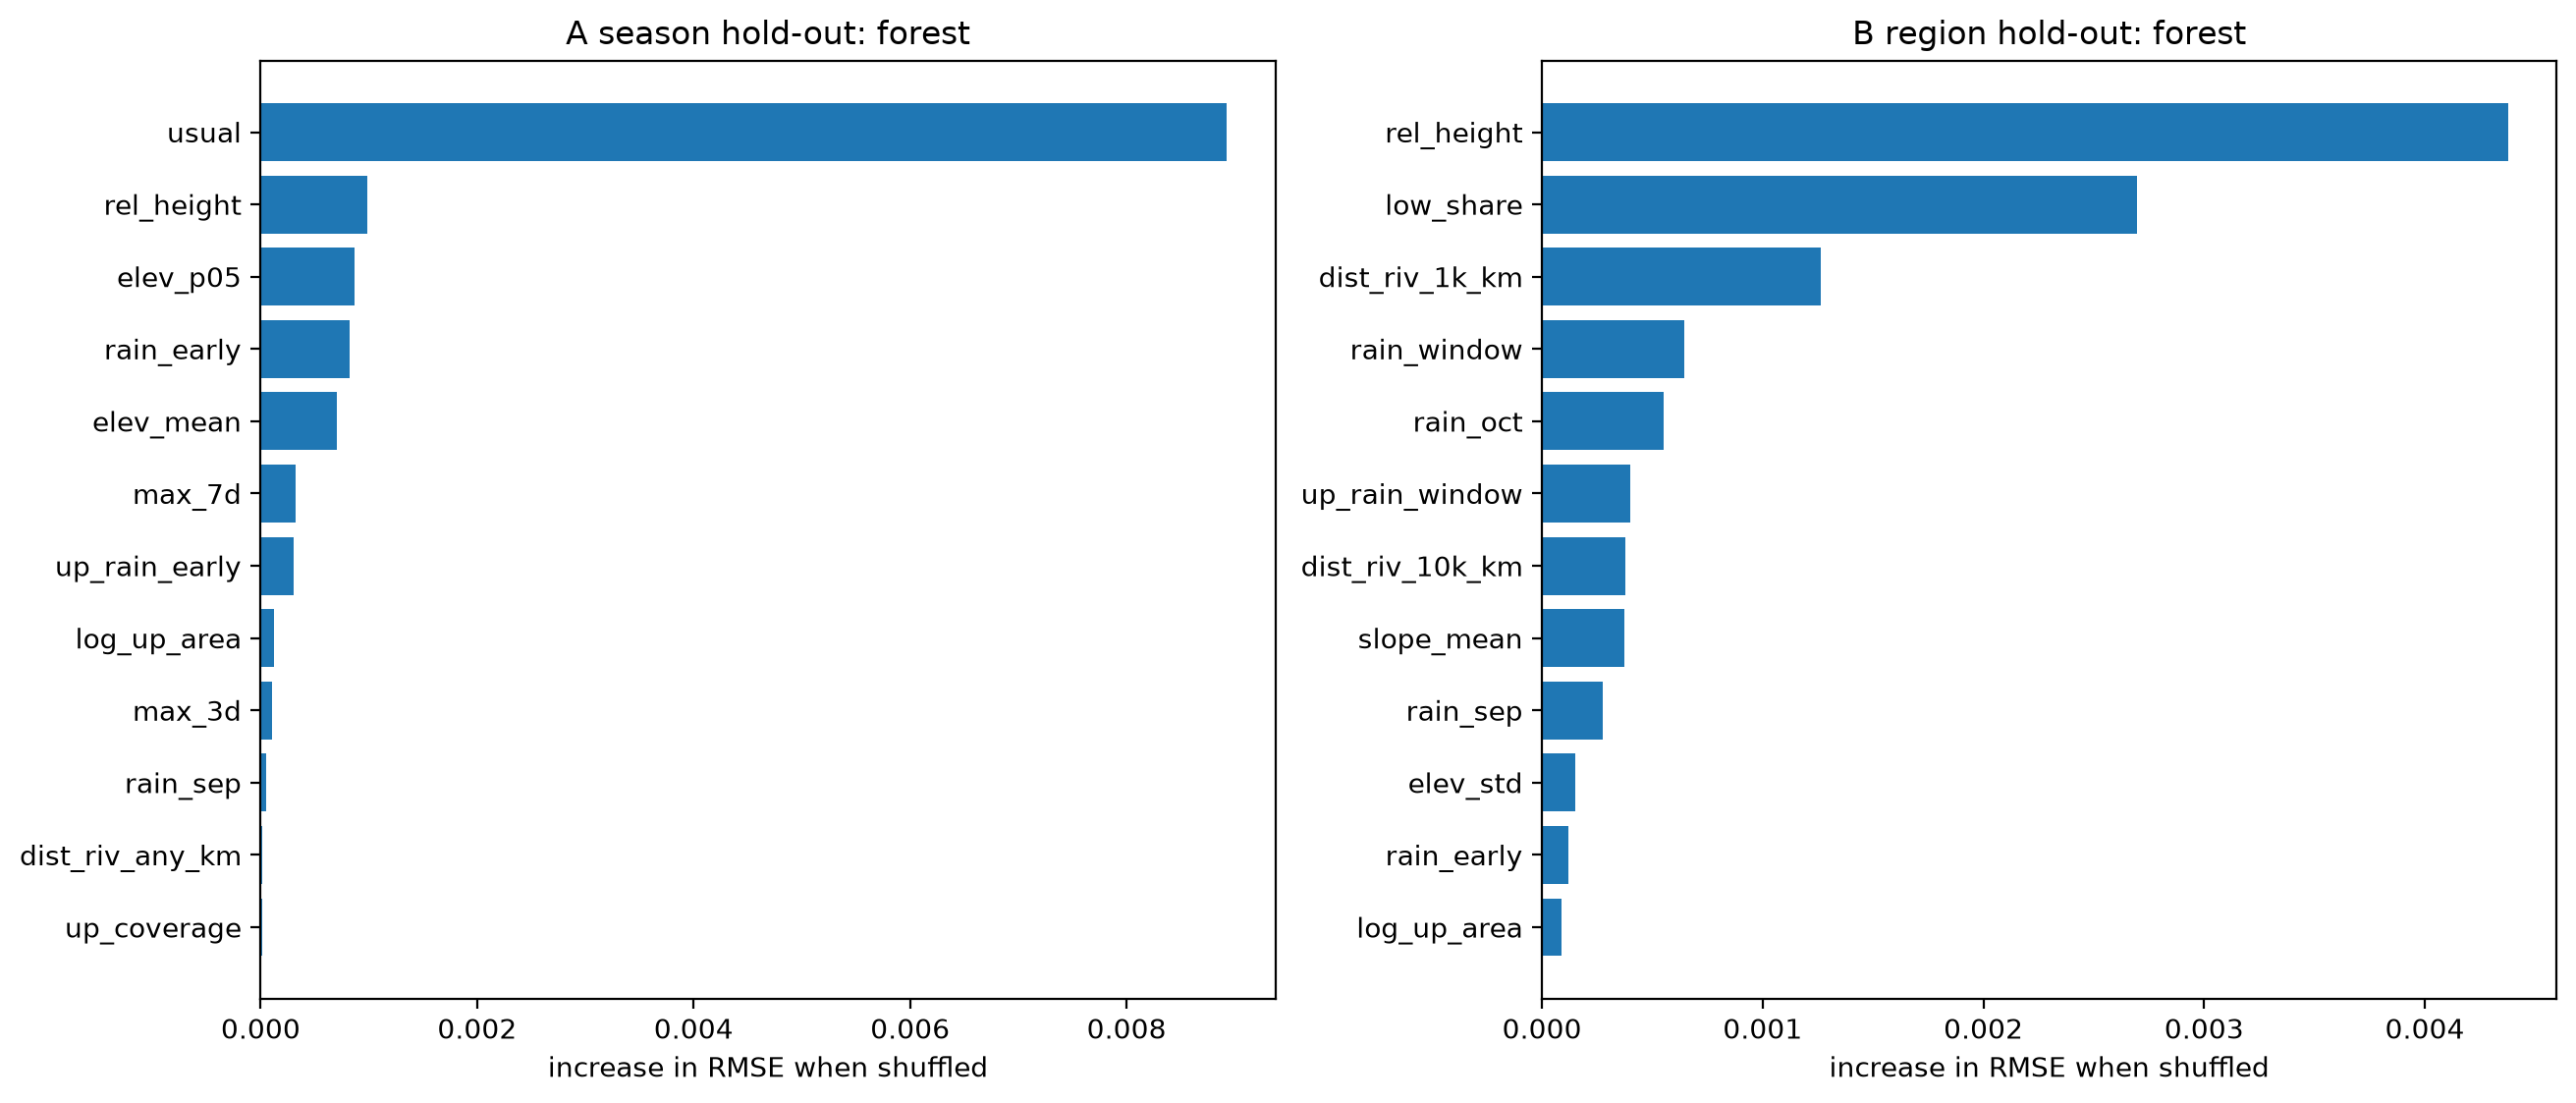 A season hold-out: forest
usual
rel_height
elev_p05
rain_early
elev_mean
max_7d
up_rain_early
log_up_area
max_3d
rain_sep
dist_riv_any_km
up_coverage
0.000 0.002 0.004 0.006 0.008
increase in RMSE when shuffled
B region hold-out: forest
rel_height
low_share
dist_riv_1k_km
rain_window
rain_oct
up_rain_window
dist_riv_10k_km
slope_mean
rain_sep
elev_std
rain_early
log_up_area
0.000 0.001 0.002 0.003 0.004
increase in RMSE when shuffled